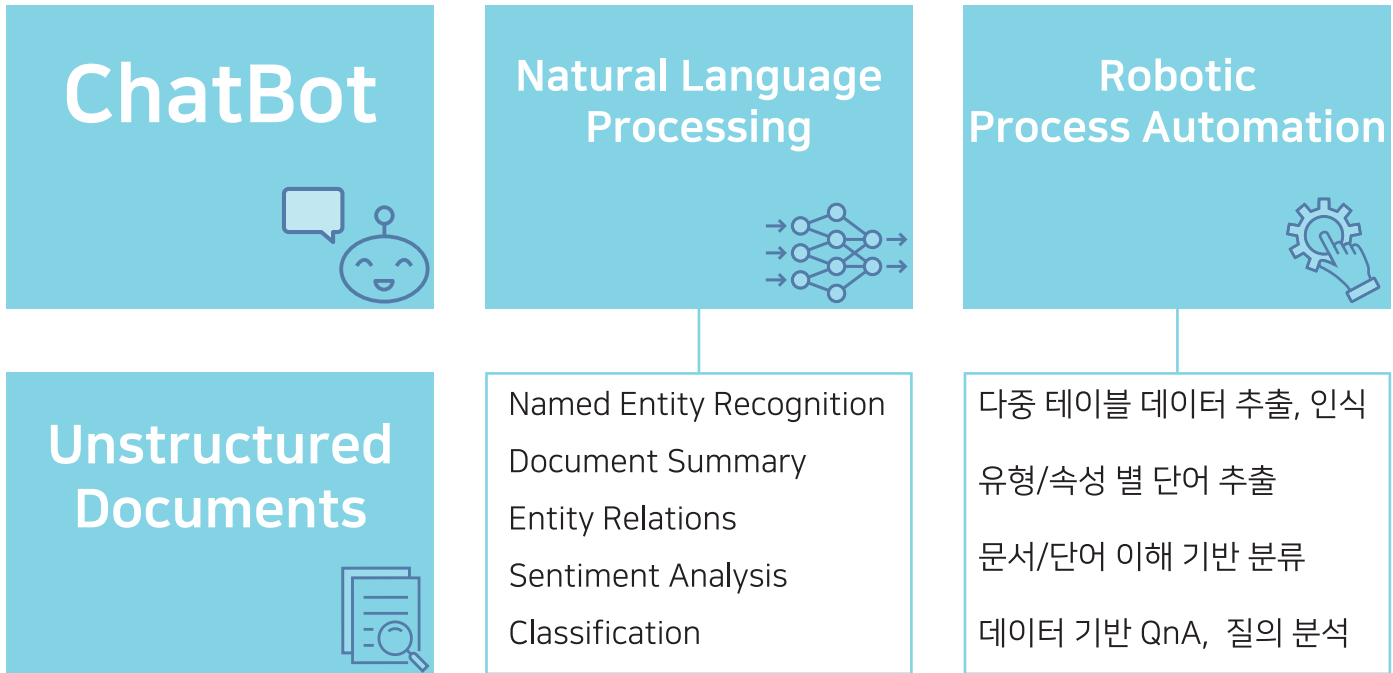 ChatBot
Natural Language
Processing
Robotic
Process Automation
Unstructured
Documents
Named Entity Recognition
Document Summary
Entity Relations
Sentiment Analysis
Classification
다중 테이블 데이터 추출, 인식
유형/속성 별 단어 추출
문서/단어 이해 기반 분류
데이터 기반 QnA, 질의 분석